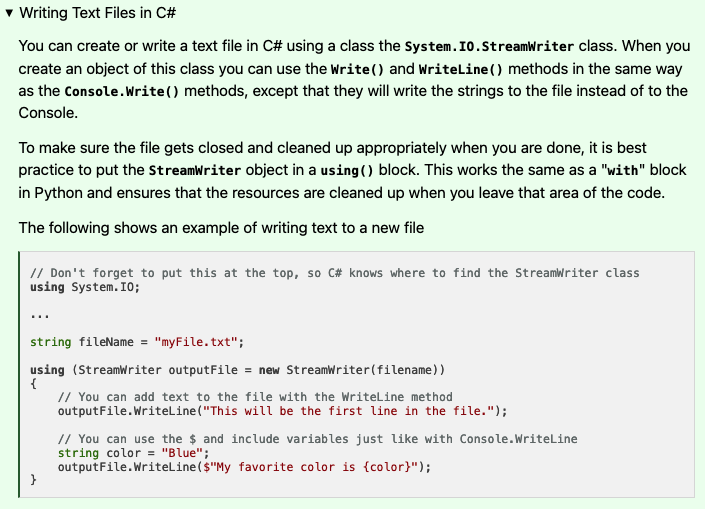 ▼ Writing Text Files in C#
You can create or write a text file in C# using a class the System.IO.StreamWriter class. When you
create an object of this class you can use the Write() and WriteLine() methods in the same way
as the Console.Write() methods, except that they will write the strings to the file instead of to the
Console.
To make sure the file gets closed and cleaned up appropriately when you are done, it is best
practice to put the StreamWriter object in a using() block. This works the same as a "with" block
in Python and ensures that the resources are cleaned up when you leave that area of the code.
The following shows an example of writing text to a new file
// Don't forget to put this at the top, so C# knows where to find the StreamWriter class
using System.IO;
...
string fileName = "myFile.txt";
using (StreamWriter outputFile = new StreamWriter(filename))
{
    // You can add text to the file with the WriteLine method
    outputFile.WriteLine("This will be the first line in the file.");
    // You can use the $ and include variables just like with Console.WriteLine
    string color = "Blue";
    outputFile.WriteLine($"My favorite color is {color}");
}